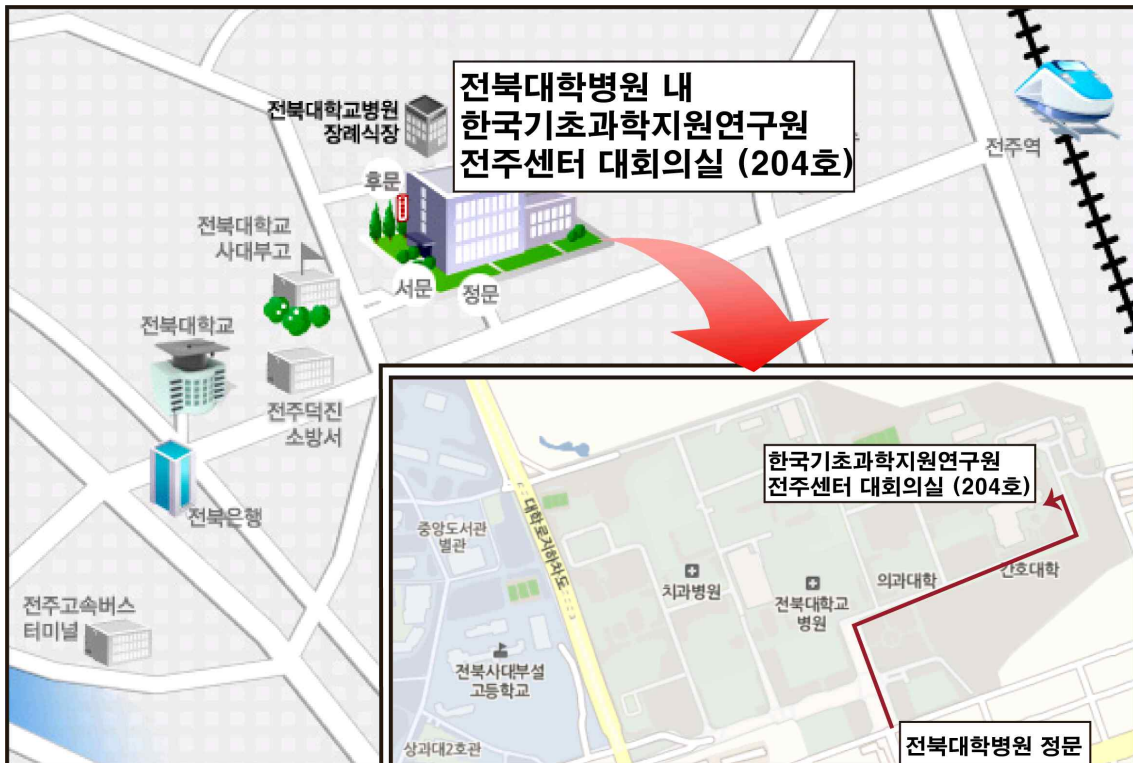 전북대학병원 내
한국기초과학지원연구원
전주센터 대회의실 (204호)
전북대학교병원
장례식장
전주역
후문
전북대학교
사대부고
서문
정문
전북대학교
전주덕진
소방서
전북은행
전주고속버스
터미널
한국기초과학지원연구원
전주센터 대회의실 (204호)
중앙도서관
별관
대학로지하차도
치과병원
전북대학교
병원
의과대학
간호대학
전북사대부설
고등학교
상과대2호관
전북대학병원 정문